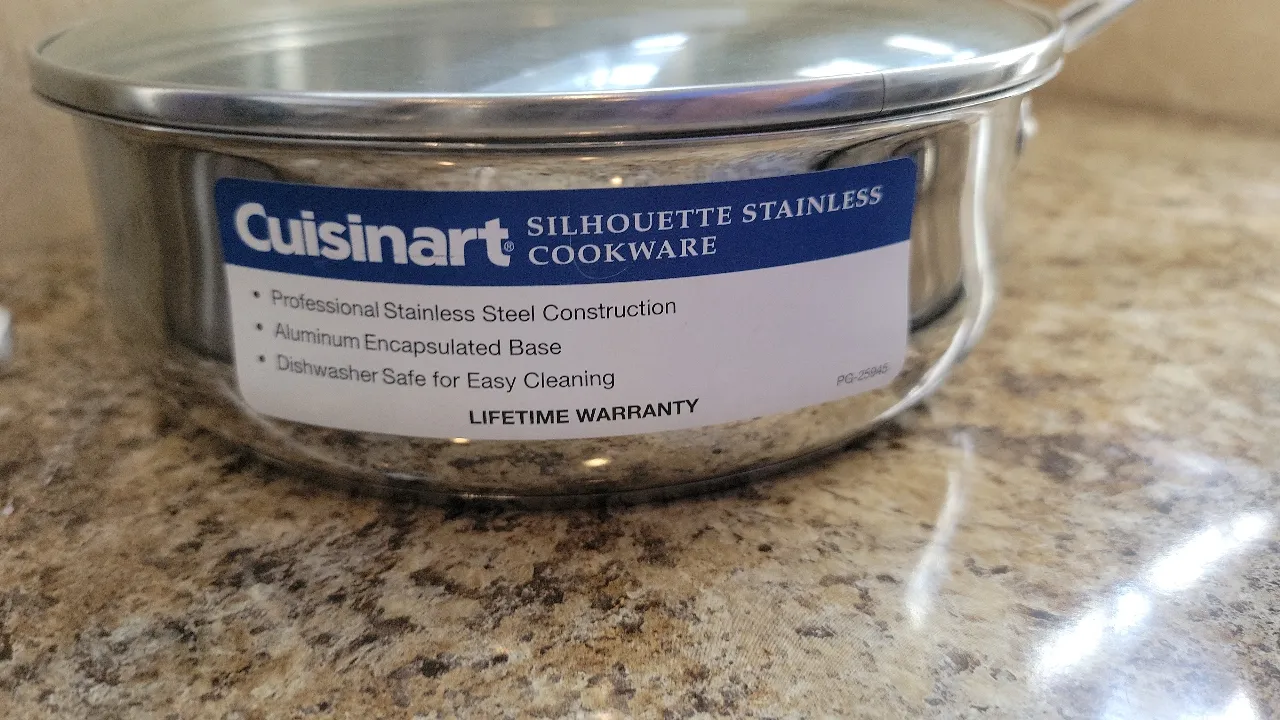 Cuisinart® SILHOUETTE STAINLESS
COOKWARE
• Professional Stainless Steel Construction
• Aluminum Encapsulated Base
• Dishwasher Safe for Easy Cleaning
PG-25945
LIFETIME WARRANTY